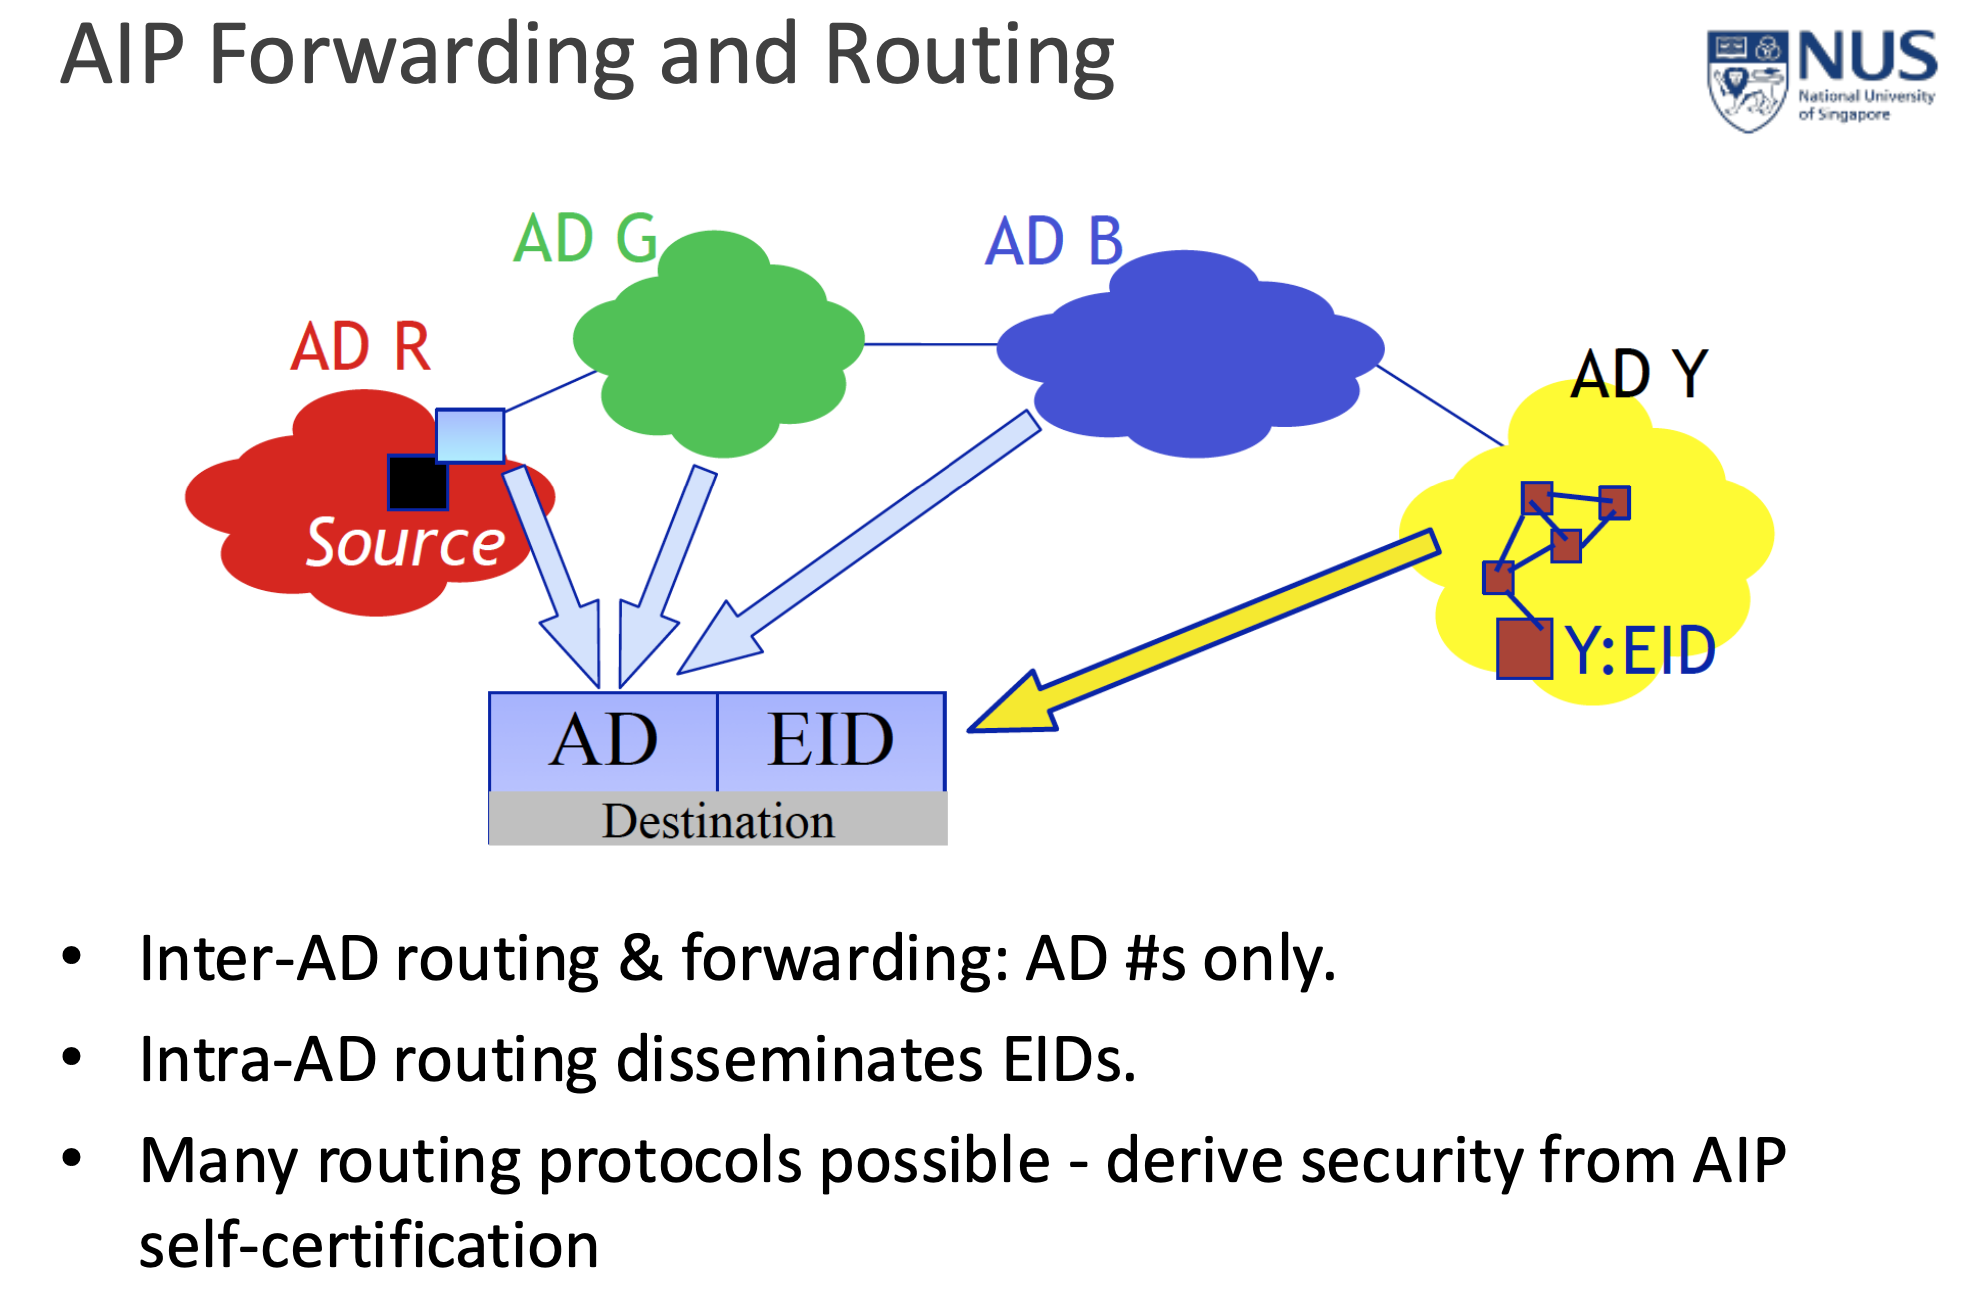 AIP Forwarding and Routing
NUS
National University
of Singapore
AD G
AD B
AD R
AD Y
Source
Y:EID
AD EID
Destination
• Inter-AD routing & forwarding: AD #s only.
• Intra-AD routing disseminates EIDs.
• Many routing protocols possible - derive security from AIP
self-certification